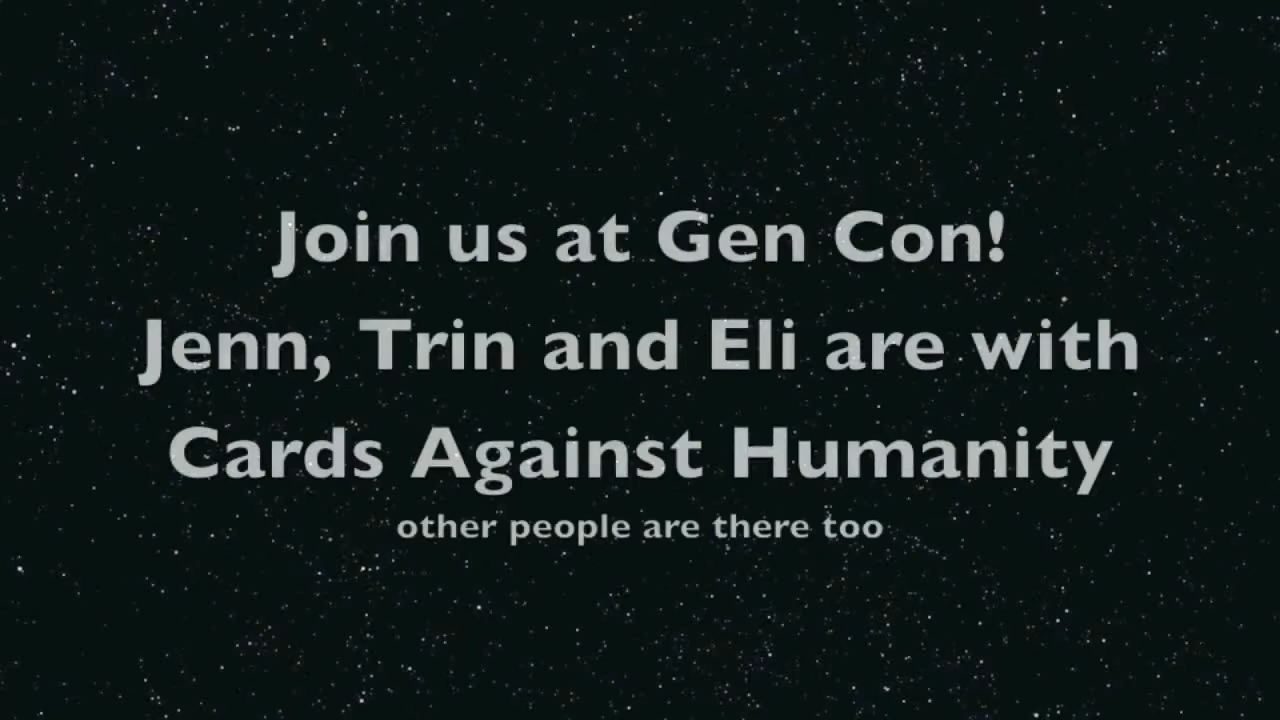 Join us at Gen Con!
Jenn, Trin and Eli are with
Cards Against Humanity
other people are there too